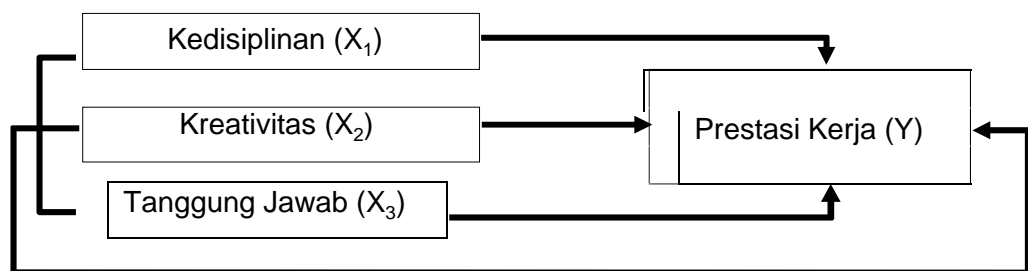 Kedisiplinan (X₁)
Kreativitas (X₂)
Prestasi Kerja (Y)
Tanggung Jawab (X₃)